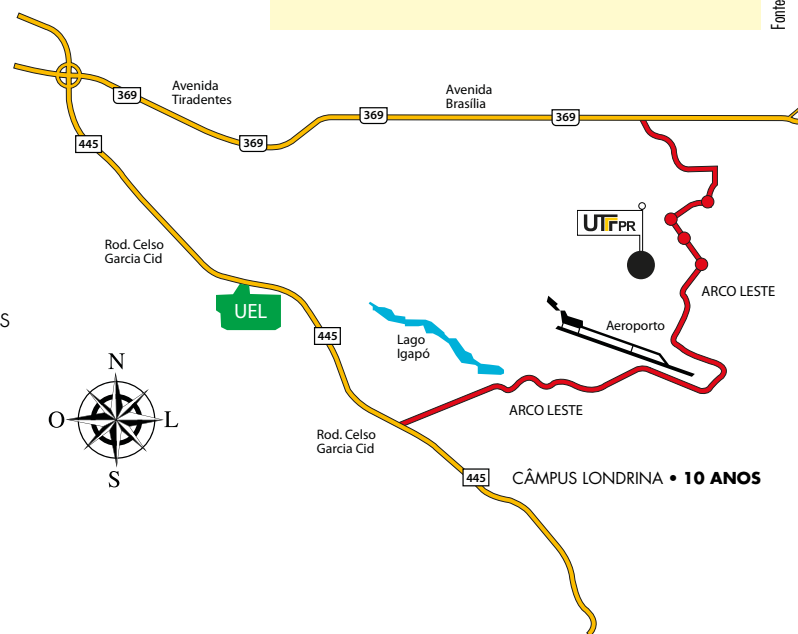 Fonte
Avenida
Tiradentes
Avenida
Brasília
369
369
369
369
445
UTFPR
Rod. Celso
Garcia Cid
ARCO LESTE
UEL
S
Aeroporto
445
Lago
Igapó
N
O
L
S
ARCO LESTE
Rod. Celso
Garcia Cid
445
CÂMPUS LONDRINA • 10 ANOS